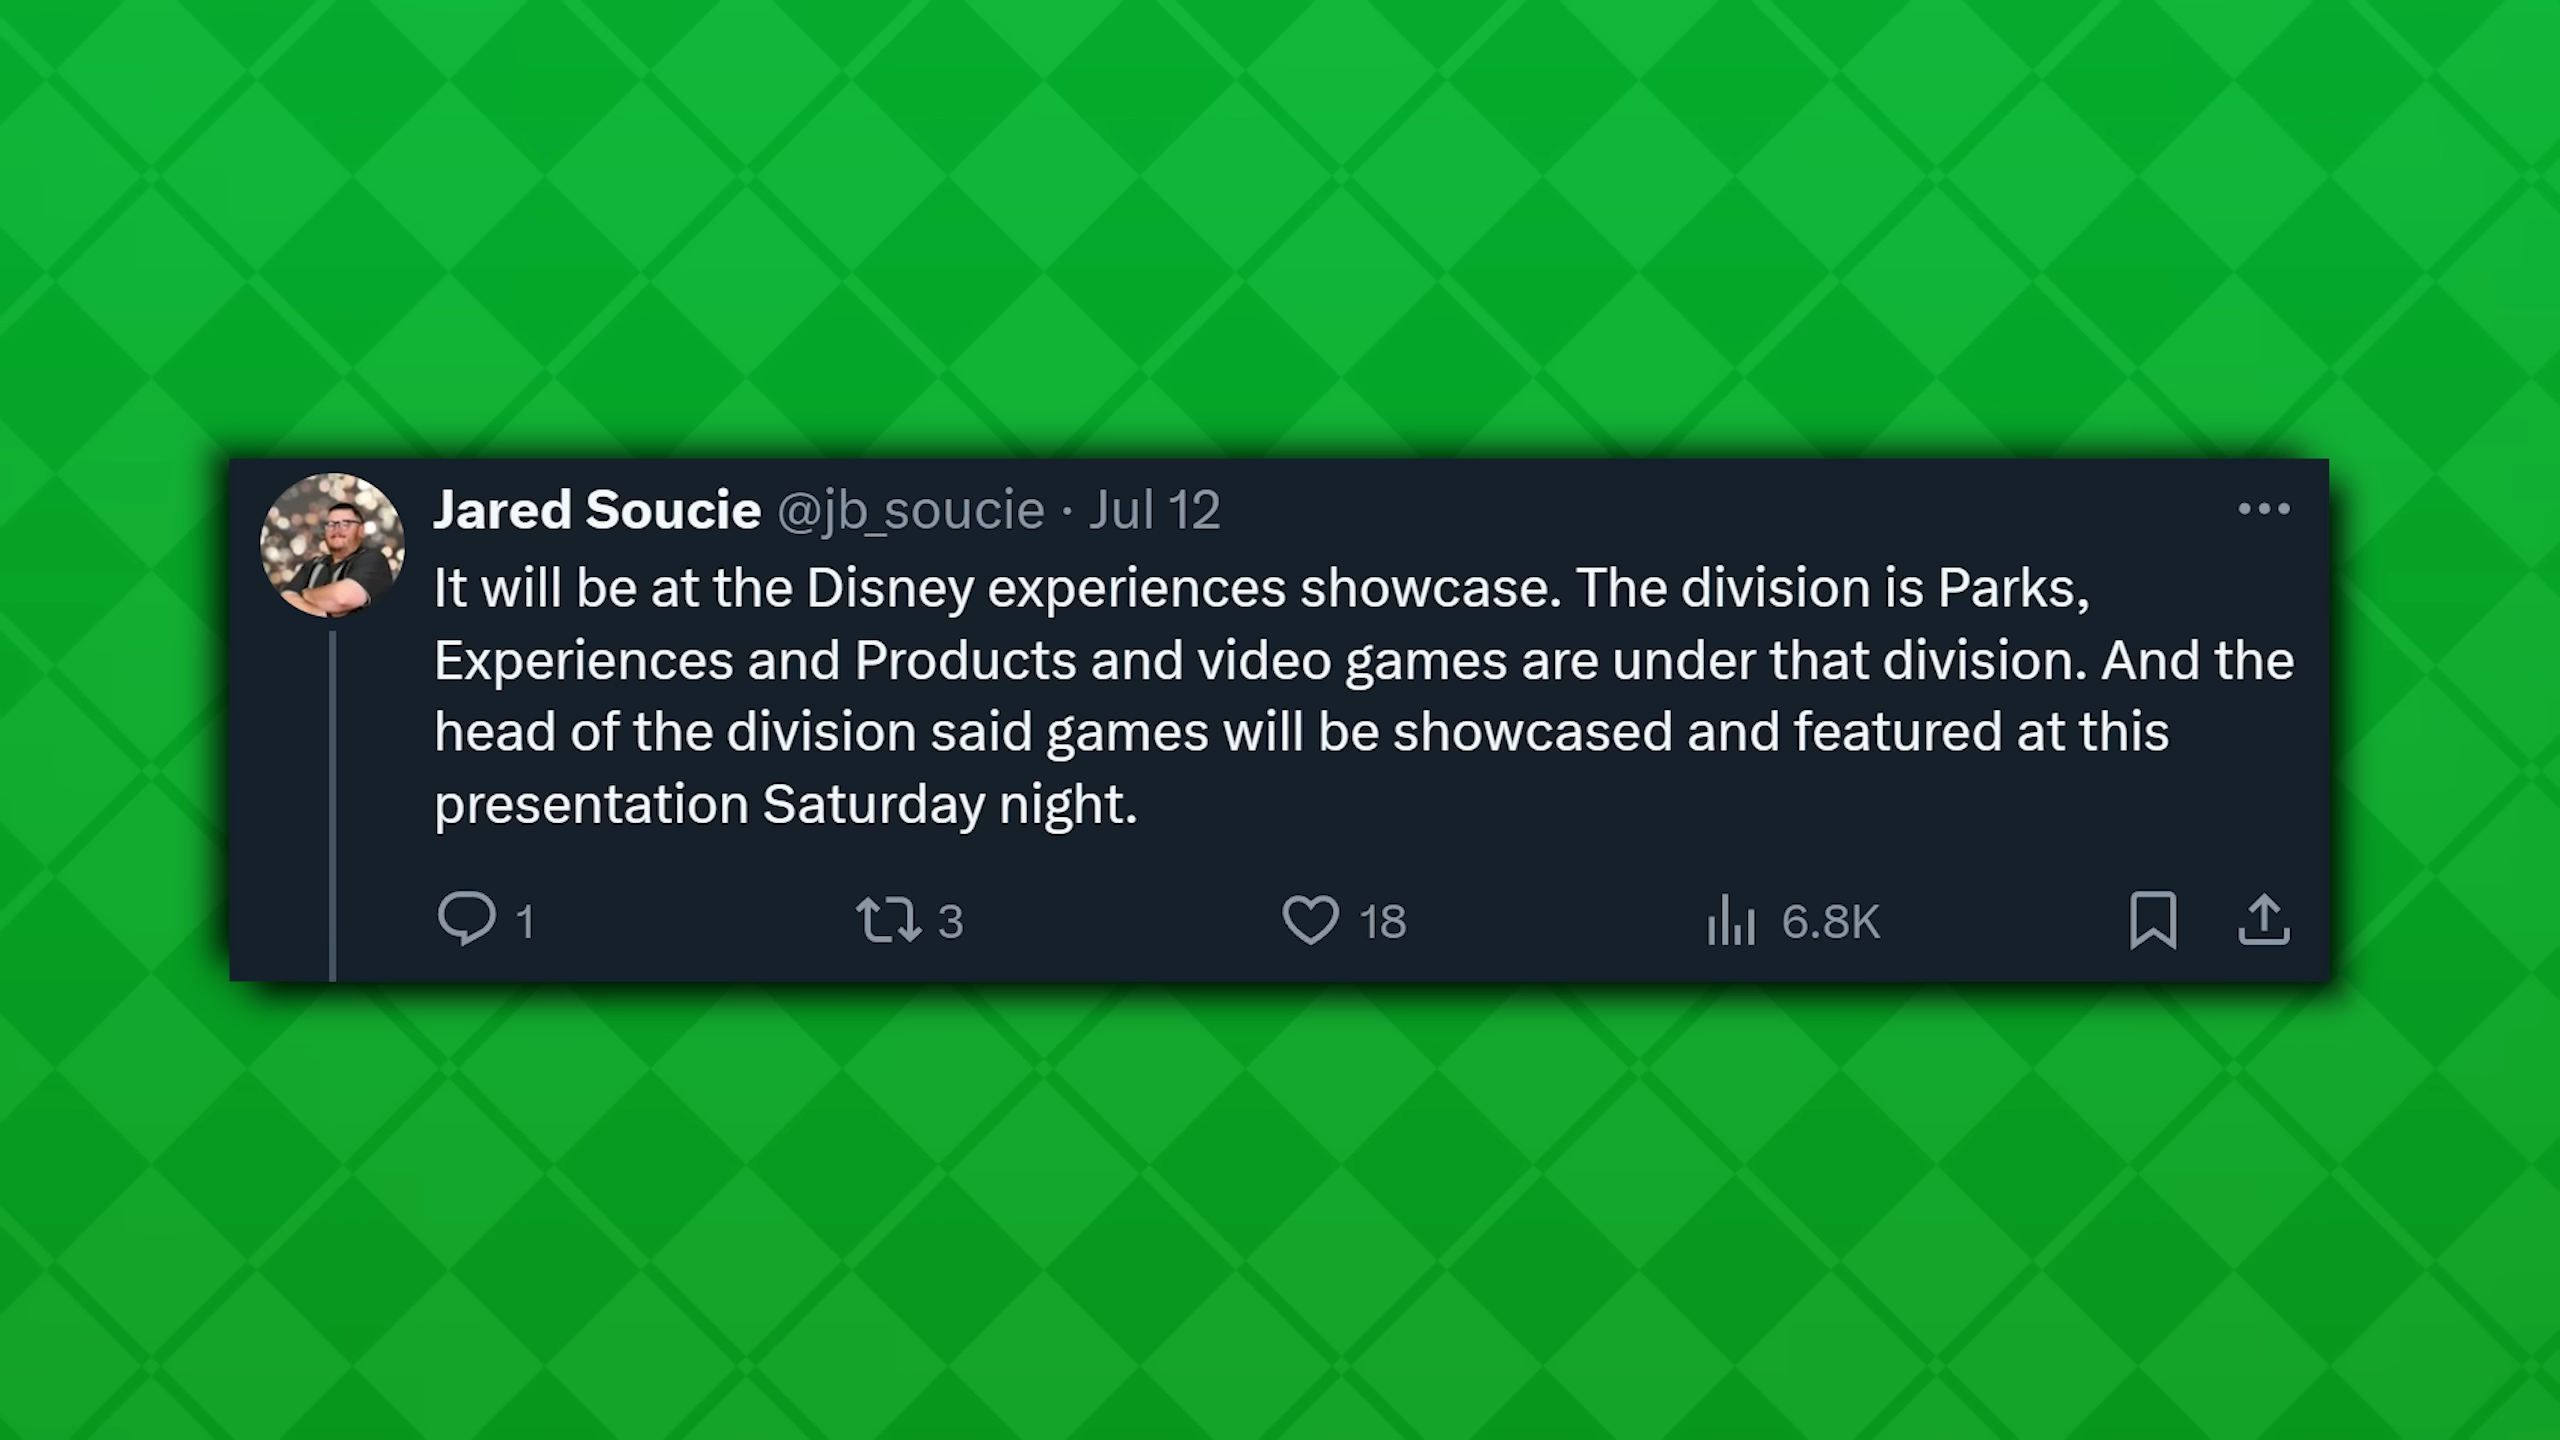 Jared Soucie @jb_soucie · Jul 12
It will be at the Disney experiences showcase. The division is Parks,
Experiences and Products and video games are under that division. And the
head of the division said games will be showcased and featured at this
presentation Saturday night.
1 3 18 6.8K